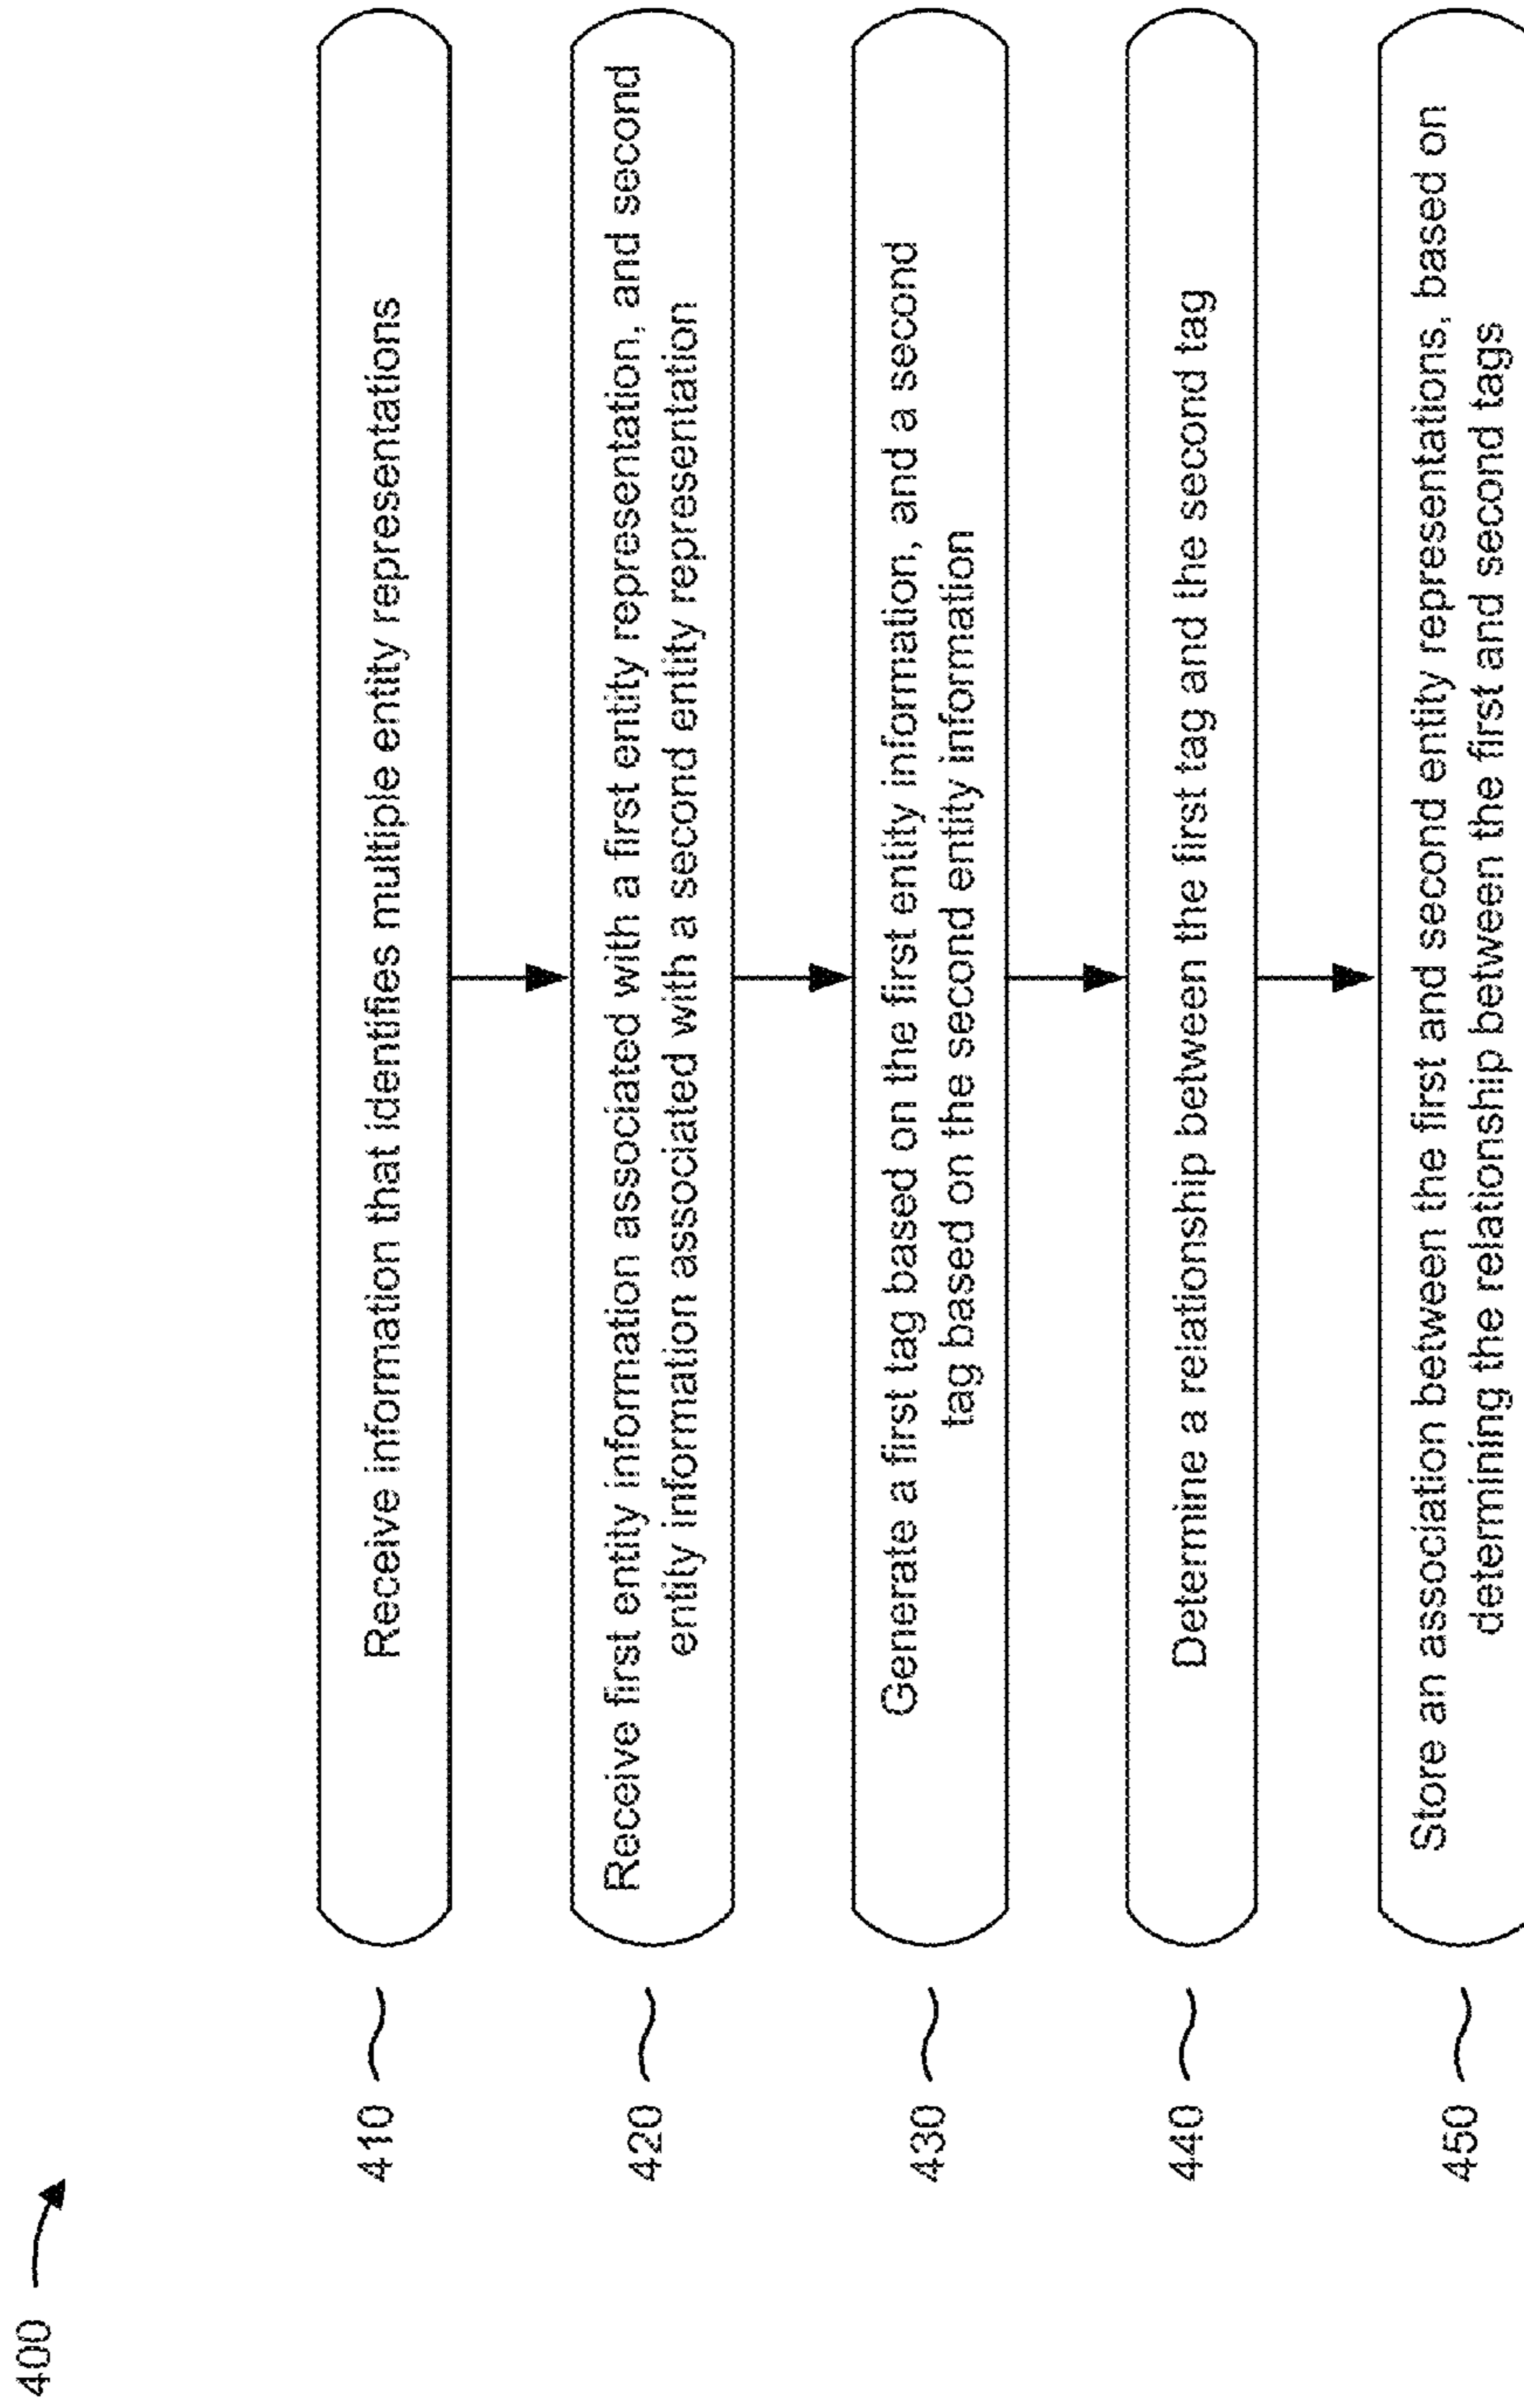 400
410
Receive information that identifies multiple entity representations
420
Receive first entity information associated with a first entity representation, and second
entity information associated with a second entity representation
430
Generate a first tag based on the first entity information, and a second
tag based on the second entity information
440
Determine a relationship between the first tag and the second tag
450
Store an association between the first and second entity representations, based on
determining the relationship between the first and second tags